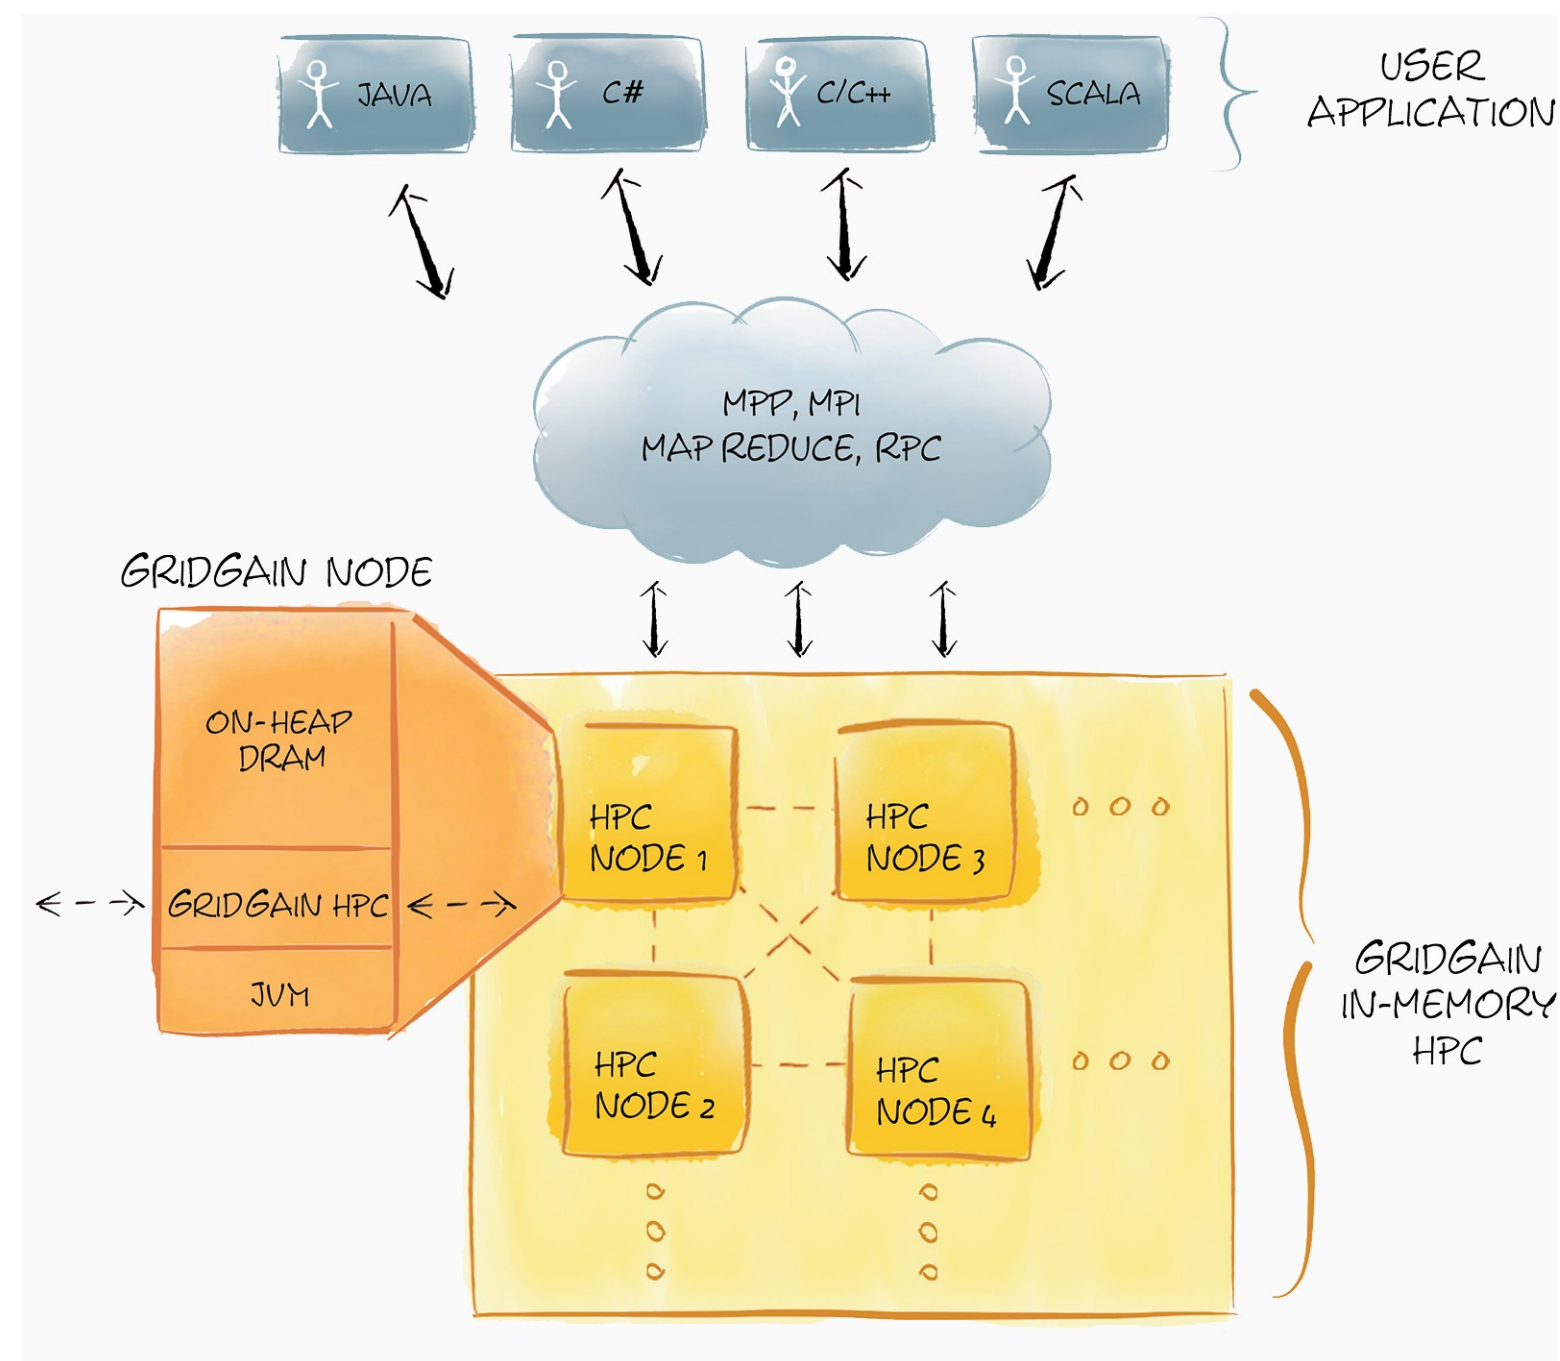 JAVA
C#
C/C++
SCALA
USER
APPLICATION
MPP, MPI
MAP REDUCE, RPC
GRIDGAIN NODE
ON-HEAP
DRAM
GRIDGAIN HPC
JVM
HPC
NODE 1
HPC
NODE 3
HPC
NODE 2
HPC
NODE 4
GRIDGAIN
IN-MEMORY
HPC